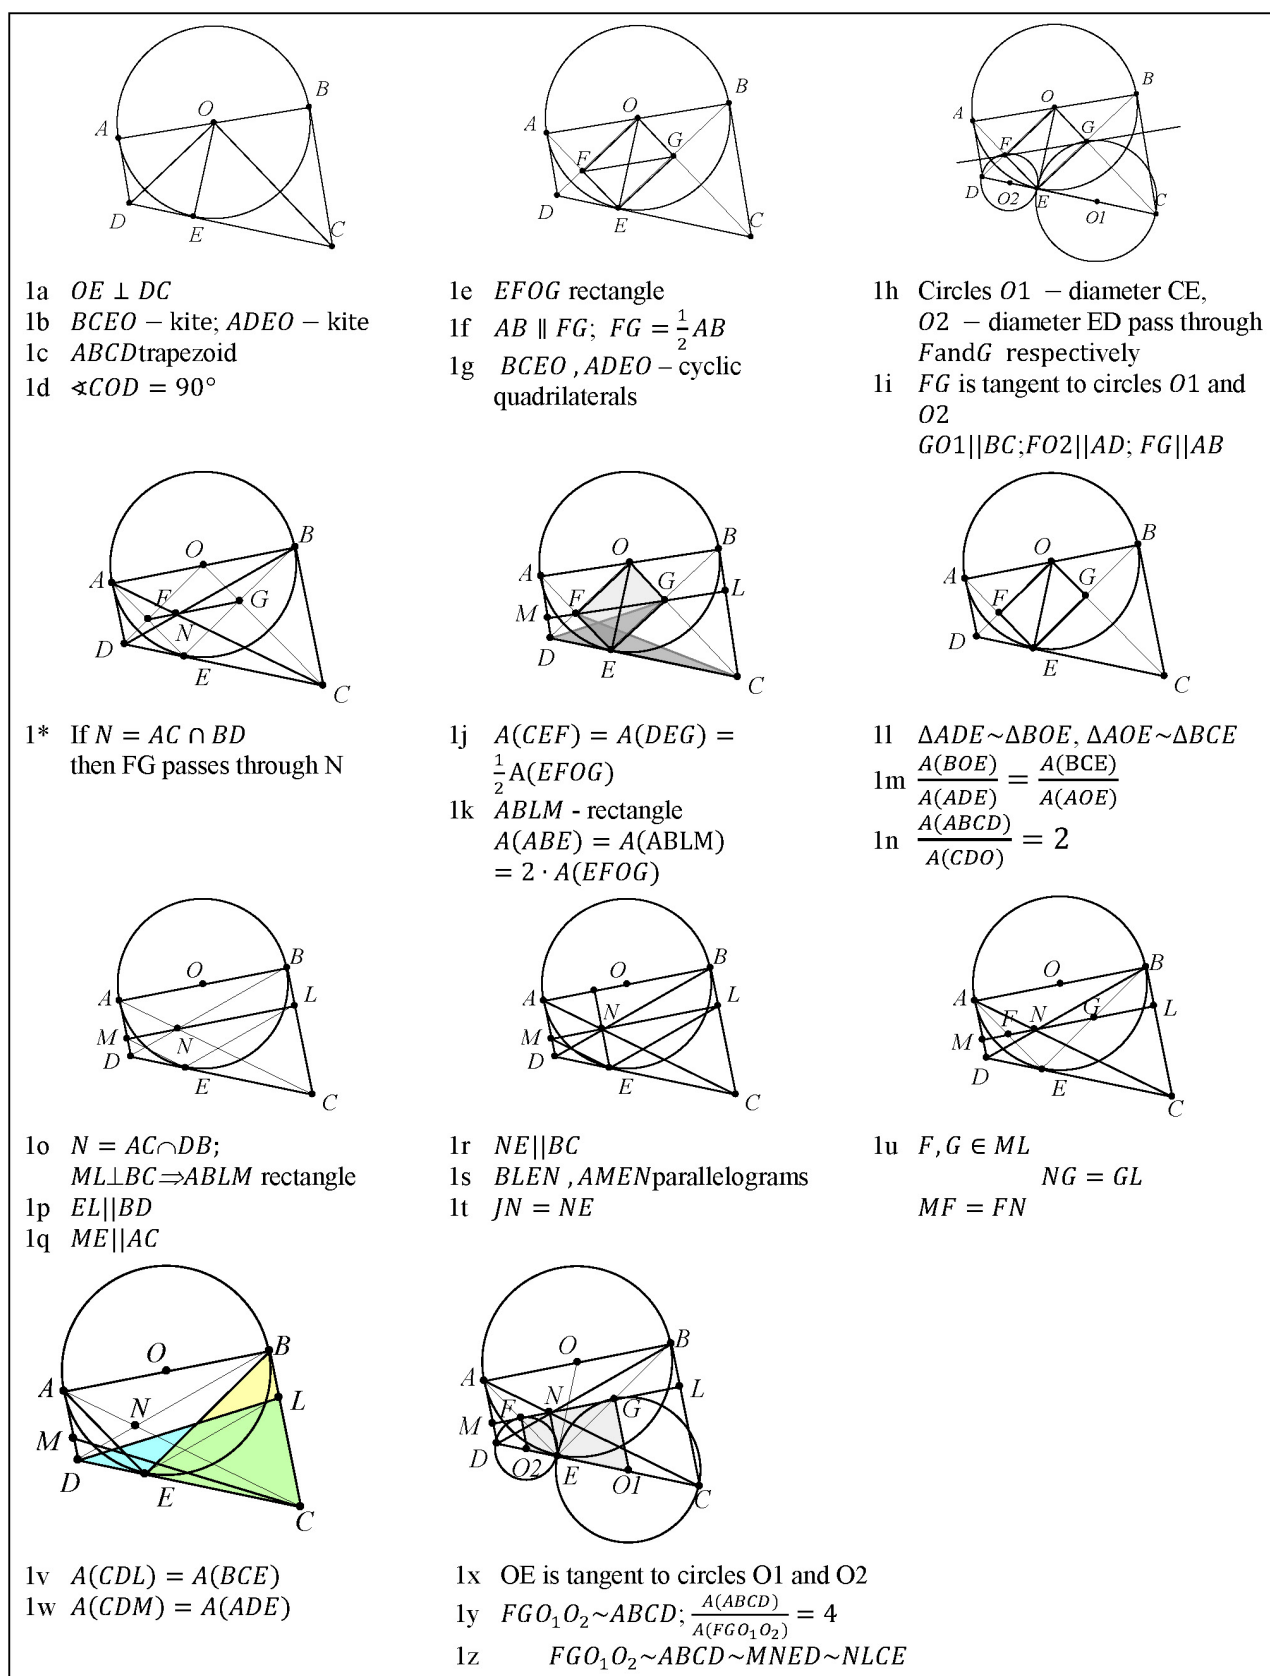 A
O
B
D
E
C
1a OE ⊥ DC
1b BCEO − kite; ADEO − kite
1c ABCDtrapezoid
1d ∢COD = 90°
A
O
B
F
G
D
E
C
1e EFOG rectangle
1f AB ∥ FG; FG = 1/2 AB
1g BCEO , ADEO – cyclic
quadrilaterals
A
O
B
F
G
D
O2
E
O1
C
1h Circles O1 − diameter CE,
O2 − diameter ED pass through
FandG respectively
1i FG is tangent to circles O1 and
O2
GO1||BC;FO2||AD; FG||AB
A
O
B
F
G
N
D
E
C
1* If N = AC ∩ BD
then FG passes through N
A
O
B
M
F
G
L
D
E
C
1j A(CEF) = A(DEG) =
1/2 A(EFOG)
1k ABLM - rectangle
A(ABE) = A(ABLM)
= 2 · A(EFOG)
A
O
B
F
G
D
E
C
1l ΔADE~ΔBOE, ΔAOE~ΔBCE
1m A(BOE)/A(ADE) = A(BCE)/A(AOE)
1n A(ABCD)/A(CDO) = 2
A
O
B
L
M
N
D
E
C
1o N = AC∩DB;
ML⊥BC⇒ABLM rectangle
1p EL||BD
1q ME||AC
A
O
B
L
M
N
D
E
C
1r NE||BC
1s BLEN , AMENparallelograms
1t JN = NE
A
O
B
F
N
G
L
M
D
E
C
1u F, G ∈ ML
NG = GL
MF = FN
A
O
B
L
N
M
D
E
C
1v A(CDL) = A(BCE)
1w A(CDM) = A(ADE)
A
O
B
L
M
F
N
G
D
O2
E
O1
C
1x OE is tangent to circles O1 and O2
1y FGO₁O₂~ABCD; A(ABCD)/A(FGO₁O₂) = 4
1z FGO₁O₂~ABCD~MNED~NLCE